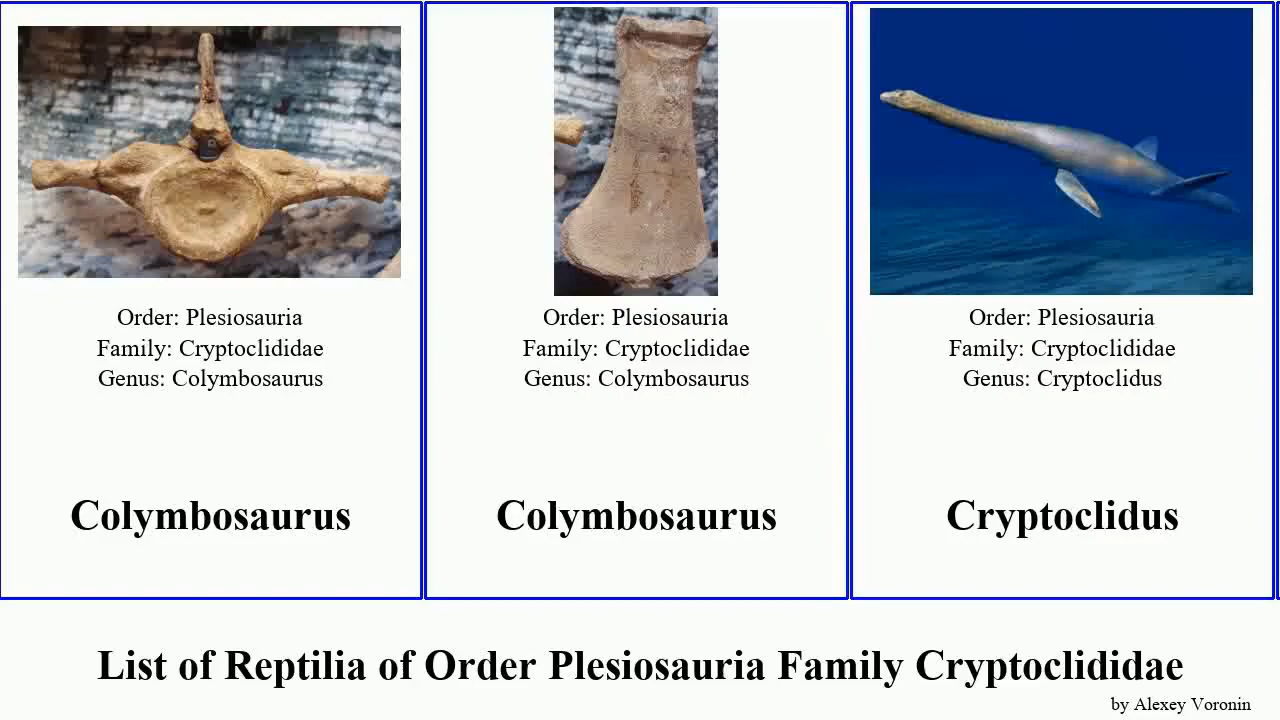 Order: Plesiosauria
Family: Cryptoclididae
Genus: Colymbosaurus
Colymbosaurus
Order: Plesiosauria
Family: Cryptoclididae
Genus: Colymbosaurus
Colymbosaurus
Order: Plesiosauria
Family: Cryptoclididae
Genus: Cryptoclidus
Cryptoclidus
List of Reptilia of Order Plesiosauria Family Cryptoclididae
by Alexey Voronin